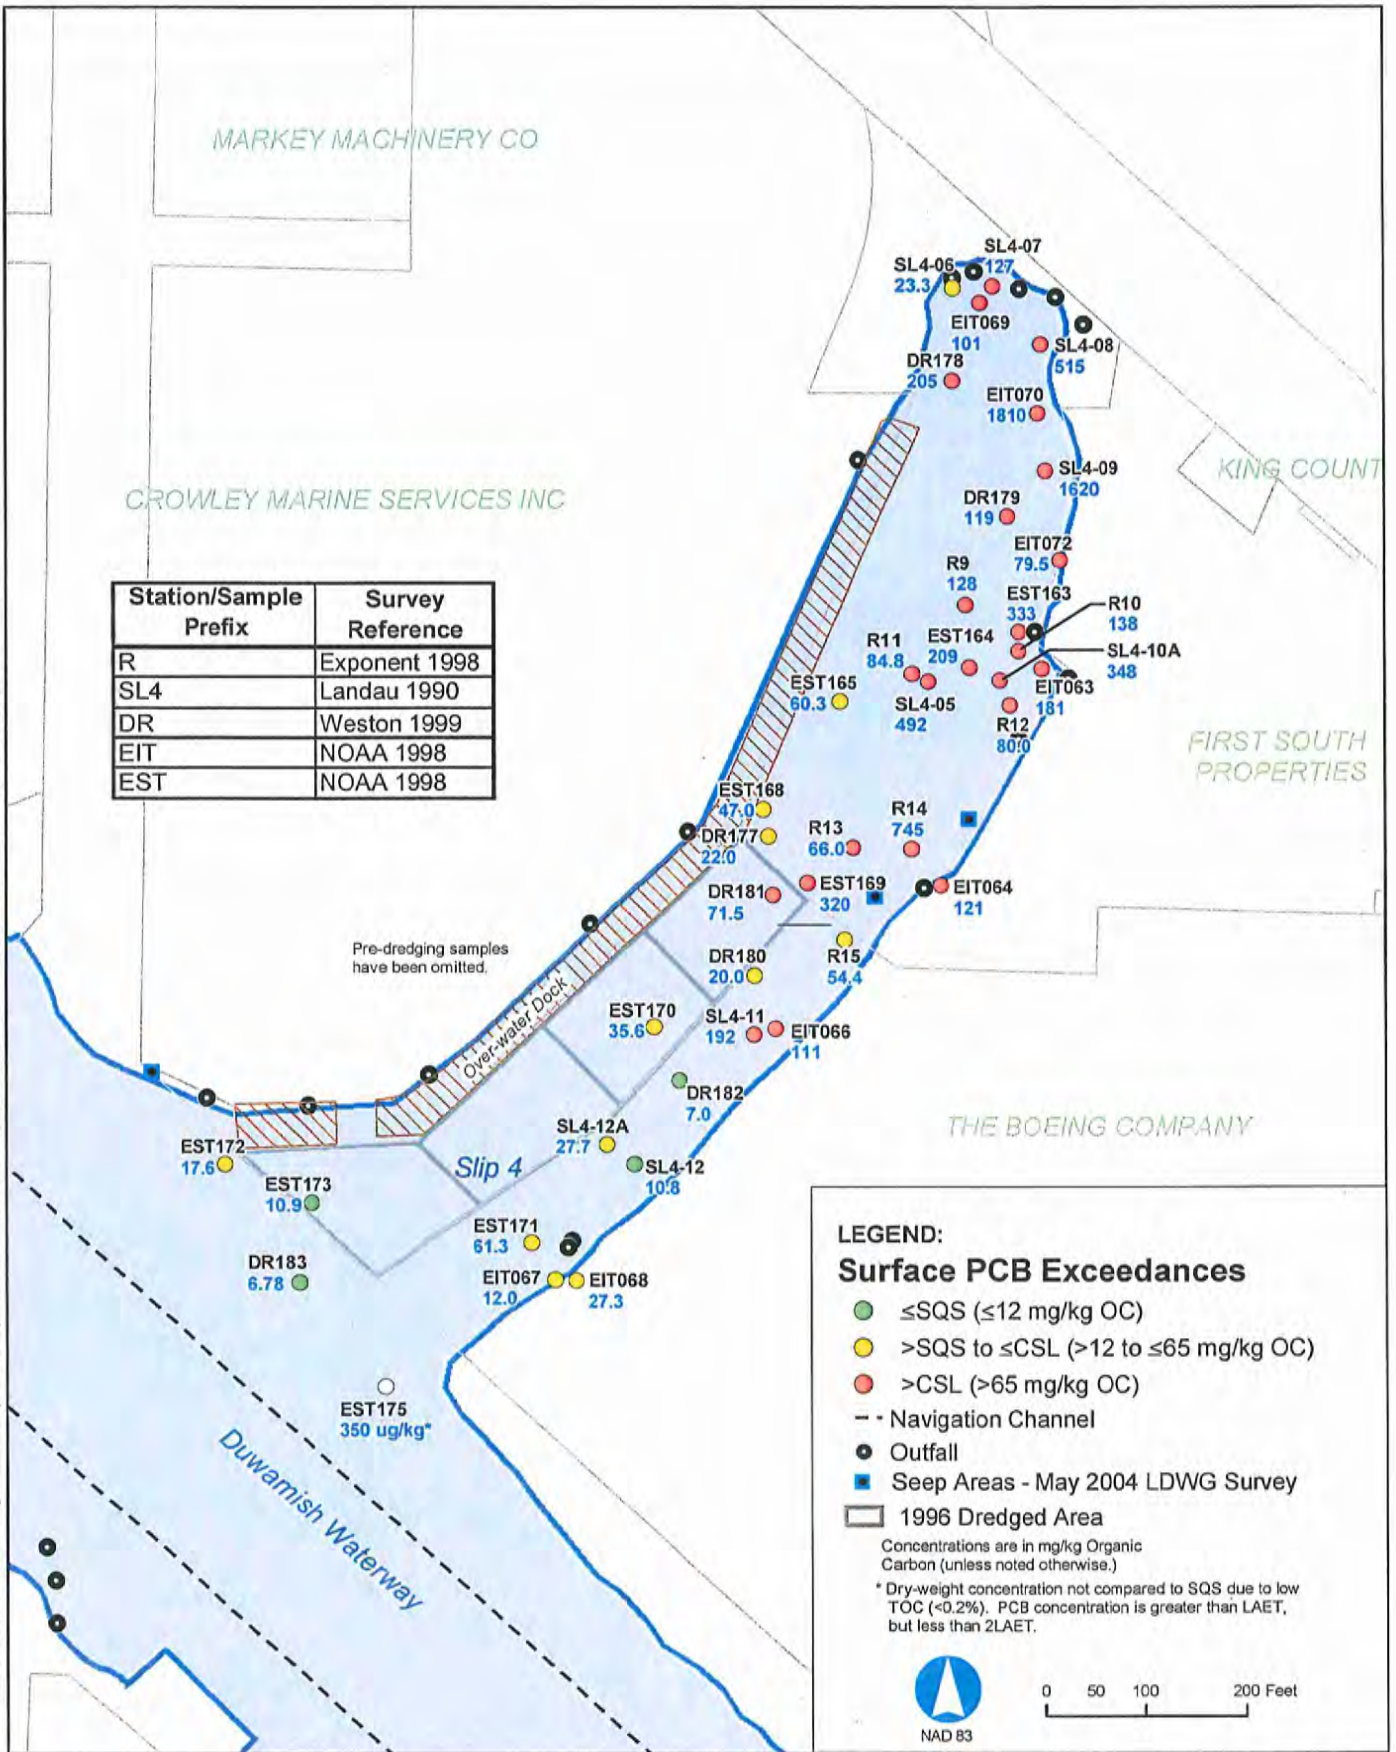 MARKEY MACHINERY CO
SL4-07
127
SL4-06
23.3
EIT069
101
SL4-08
515
DR178
205
EIT070
1810
KING COUNT
SL4-09
1620
CROWLEY MARINE SERVICES INC
DR179
119
EIT072
79.5
R9
128
EST163
333
R10
138
Station/Sample Prefix Survey Reference
R Exponent 1998
SL4 Landau 1990
DR Weston 1999
EIT NOAA 1998
EST NOAA 1998
R11
84.8
EST164
209
SL4-10A
348
EST165
60.3
SL4-05
492
EIT063
181
R12
80.0
FIRST SOUTH
PROPERTIES
EST168
47.0
DR177
22.0
R13
66.0
R14
745
DR181
71.5
EST169
320
EIT064
121
Pre-dredging samples
have been omitted.
DR180
20.0
R15
54.4
Over-water Dock
EST170
35.6
SL4-11
192
EIT066
111
DR182
7.0
THE BOEING COMPANY
SL4-12A
27.7
EST172
17.6
Slip 4
SL4-12
10.8
EST173
10.9
EST171
61.3
DR183
6.78
EIT067
12.0
EIT068
27.3
EST175
350 ug/kg*
Duwamish Waterway
LEGEND:
Surface PCB Exceedances
≤SQS (≤12 mg/kg OC)
>SQS to ≤CSL (>12 to ≤65 mg/kg OC)
>CSL (>65 mg/kg OC)
Navigation Channel
Outfall
Seep Areas - May 2004 LDWG Survey
1996 Dredged Area
Concentrations are in mg/kg Organic
Carbon (unless noted otherwise.)
* Dry-weight concentration not compared to SQS due to low
TOC (<0.2%). PCB concentration is greater than LAET,
but less than 2LAET.
NAD 83
0 50 100 200 Feet